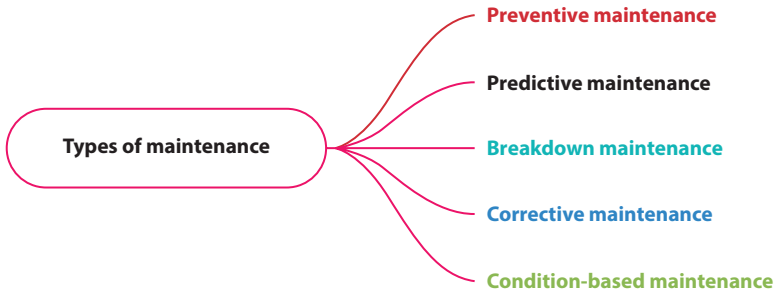 Types of maintenance
Preventive maintenance
Predictive maintenance
Breakdown maintenance
Corrective maintenance
Condition-based maintenance